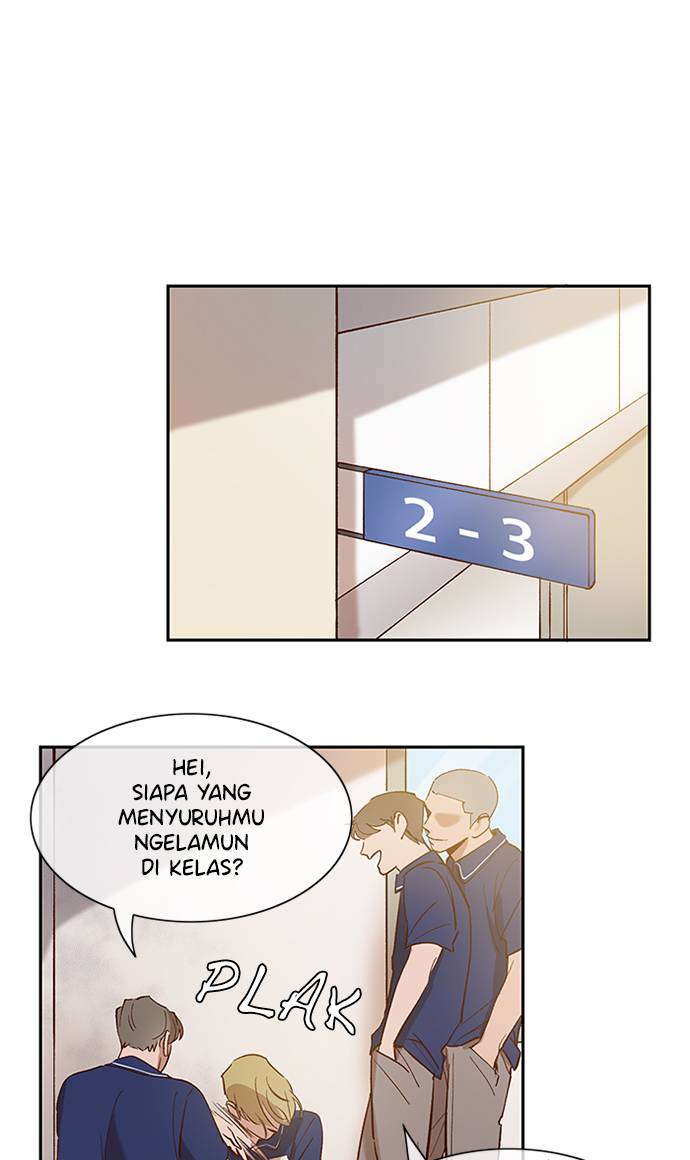 2 - 3
HEI,
SIAPA YANG
MENYURUHMU
NGELAMUN
DI KELAS?
PLAK